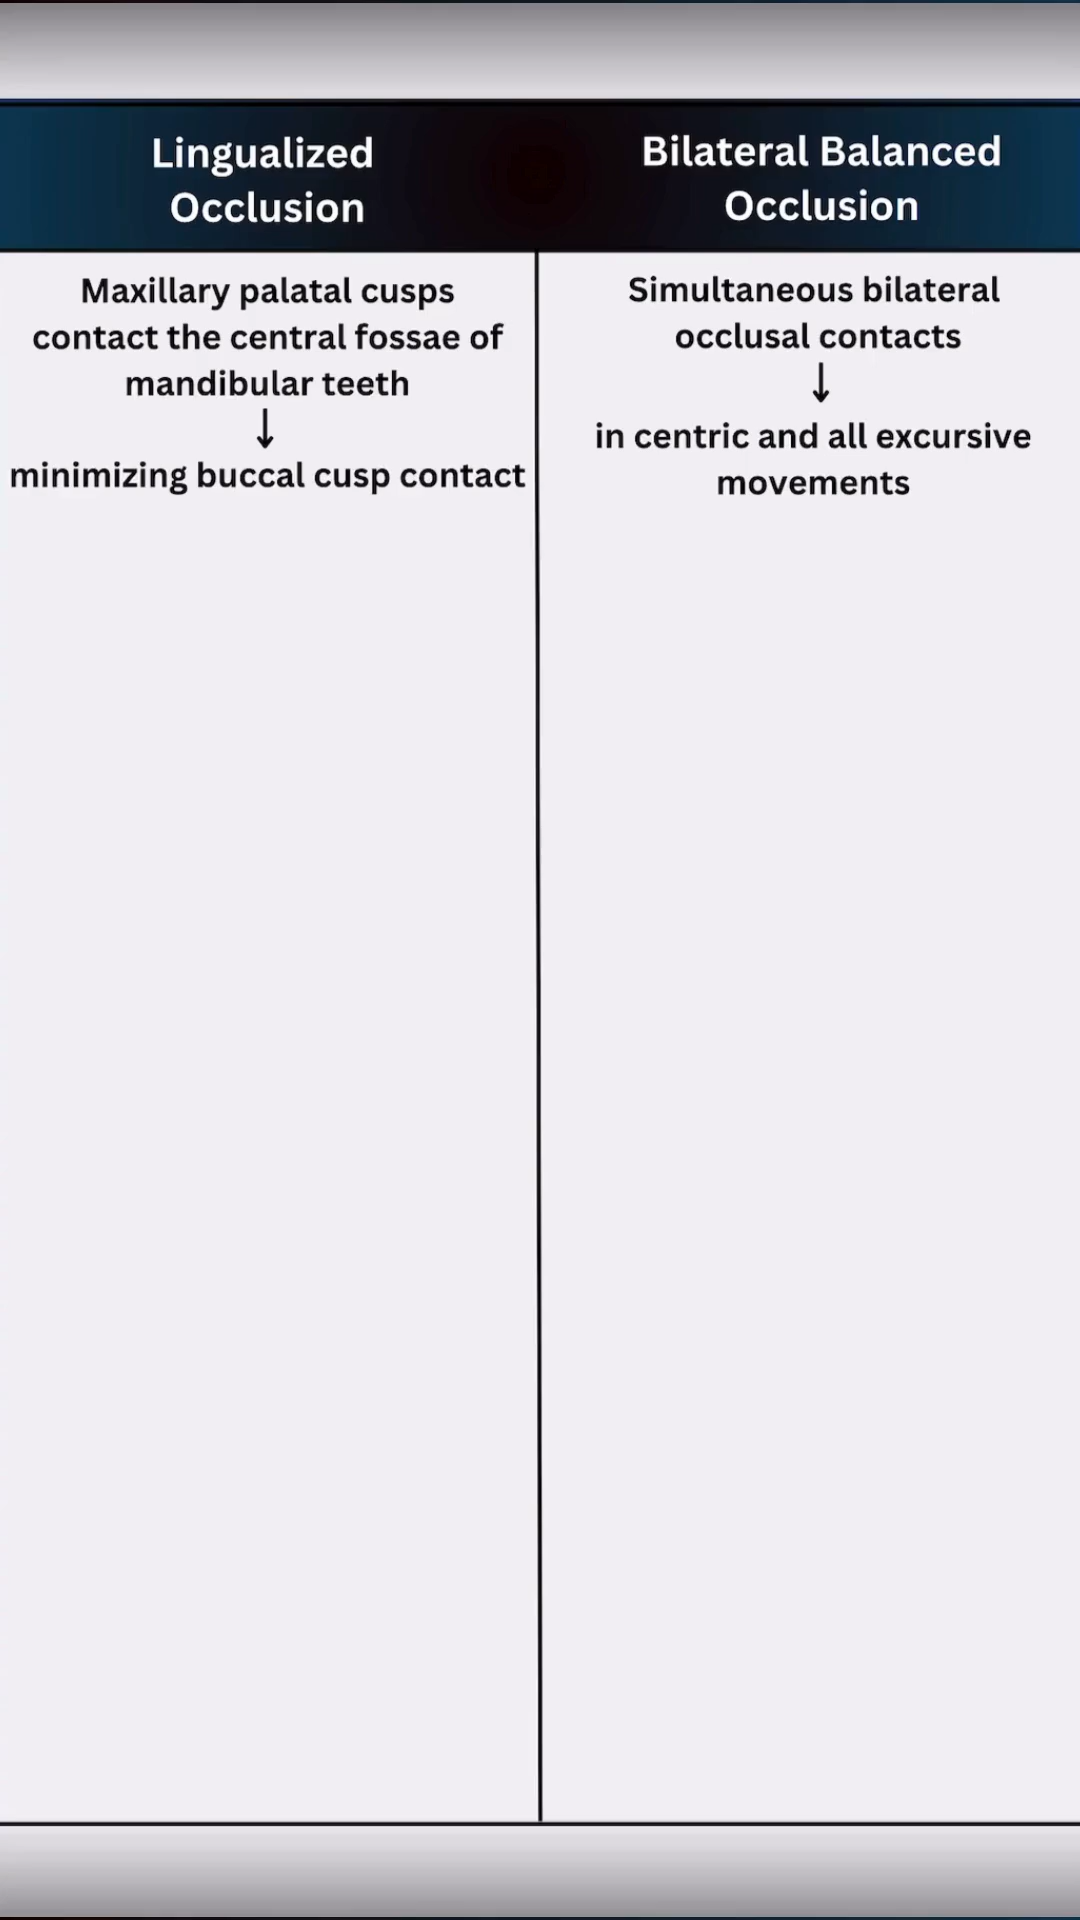 Lingualized
Occlusion
Bilateral Balanced
Occlusion
Maxillary palatal cusps
contact the central fossae of
mandibular teeth
↓
minimizing buccal cusp contact
Simultaneous bilateral
occlusal contacts
↓
in centric and all excursive
movements